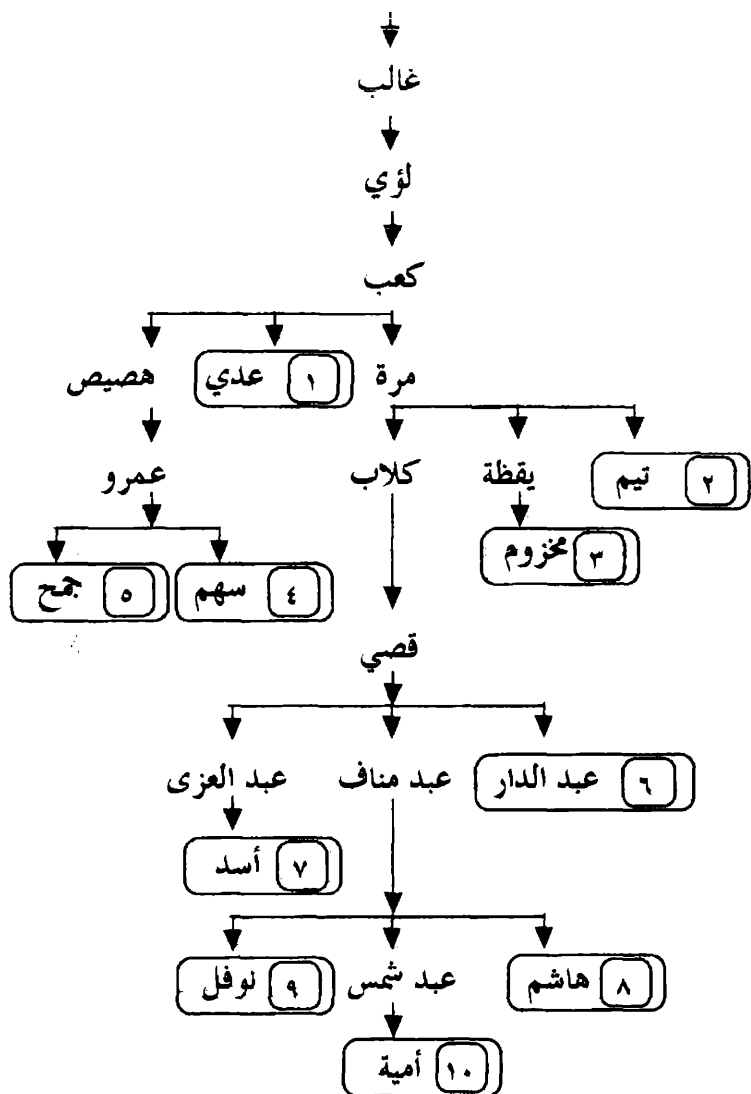 غالب
لؤي
كعب
مرة ١ عدي هصيص
٢ تيم يقظة كلاب عمرو
٣ مخزوم
٤ سهم ٥ جمح
قصي
٦ عبد الدار عبد مناف عبد العزى
٧ أسد
٨ هاشم عبد شمس ٩ نوفل
١٠ أمية